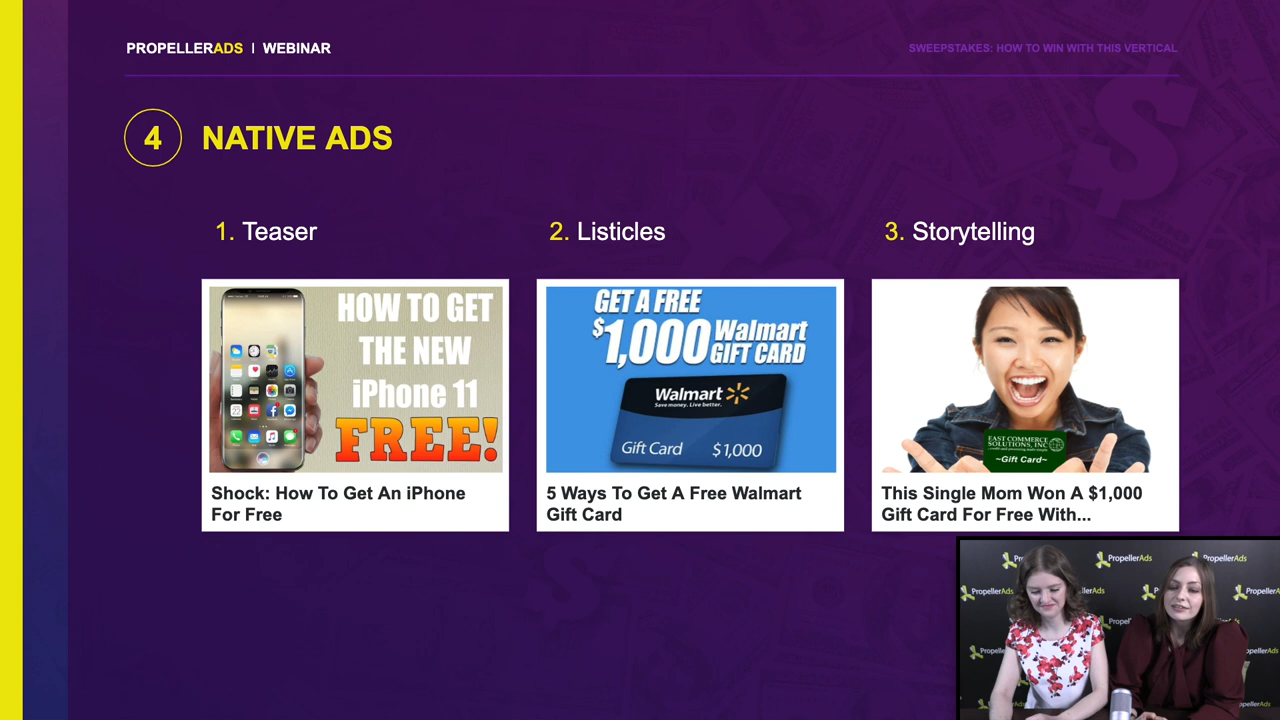 PROPELLERADS | WEBINAR
SWEEPSTAKES: HOW TO WIN WITH THIS VERTICAL
4 NATIVE ADS
1. Teaser
2. Listicles
3. Storytelling
HOW TO GET
THE NEW
iPhone 11
FREE!
Shock: How To Get An iPhone
For Free
GET A FREE
$1,000 Walmart
GIFT CARD
Walmart
Save money. Live better.
Gift Card $1,000
5 Ways To Get A Free Walmart
Gift Card
EAST COMMERCE
SOLUTIONS, INC
~Gift Card~
This Single Mom Won A $1,000
Gift Card For Free With...
PropellerAds
PropellerAds
PropellerAds
PropellerAds